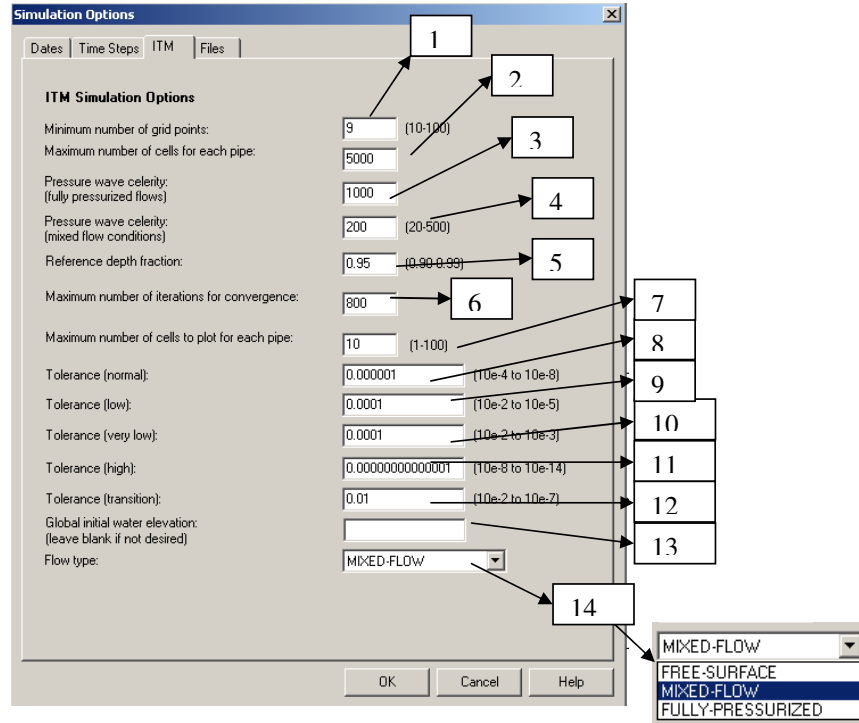 Simulation Options
Dates Time Steps ITM Files
1
2
3
4
5
6
7
8
9
10
11
12
13
14
ITM Simulation Options
Minimum number of grid points: 9 (10-100)
Maximum number of cells for each pipe: 5000
Pressure wave celerity:
(fully pressurized flows) 1000
Pressure wave celerity:
(mixed flow conditions) 200 (20-500)
Reference depth fraction: 0.95 (0.90-0.99)
Maximum number of iterations for convergence: 800
Maximum number of cells to plot for each pipe: 10 (1-100)
Tolerance (normal): 0.000001 (10e-4 to 10e-8)
Tolerance (low): 0.0001 (10e-2 to 10e-5)
Tolerance (very low): 0.0001 (10e-2 to 10e-3)
Tolerance (high): 0.00000000000001 (10e-8 to 10e-14)
Tolerance (transition): 0.01 (10e-2 to 10e-7)
Global initial water elevation:
(leave blank if not desired)
Flow type: MIXED-FLOW
OK Cancel Help
MIXED-FLOW
FREE-SURFACE
MIXED-FLOW
FULLY-PRESSURIZED